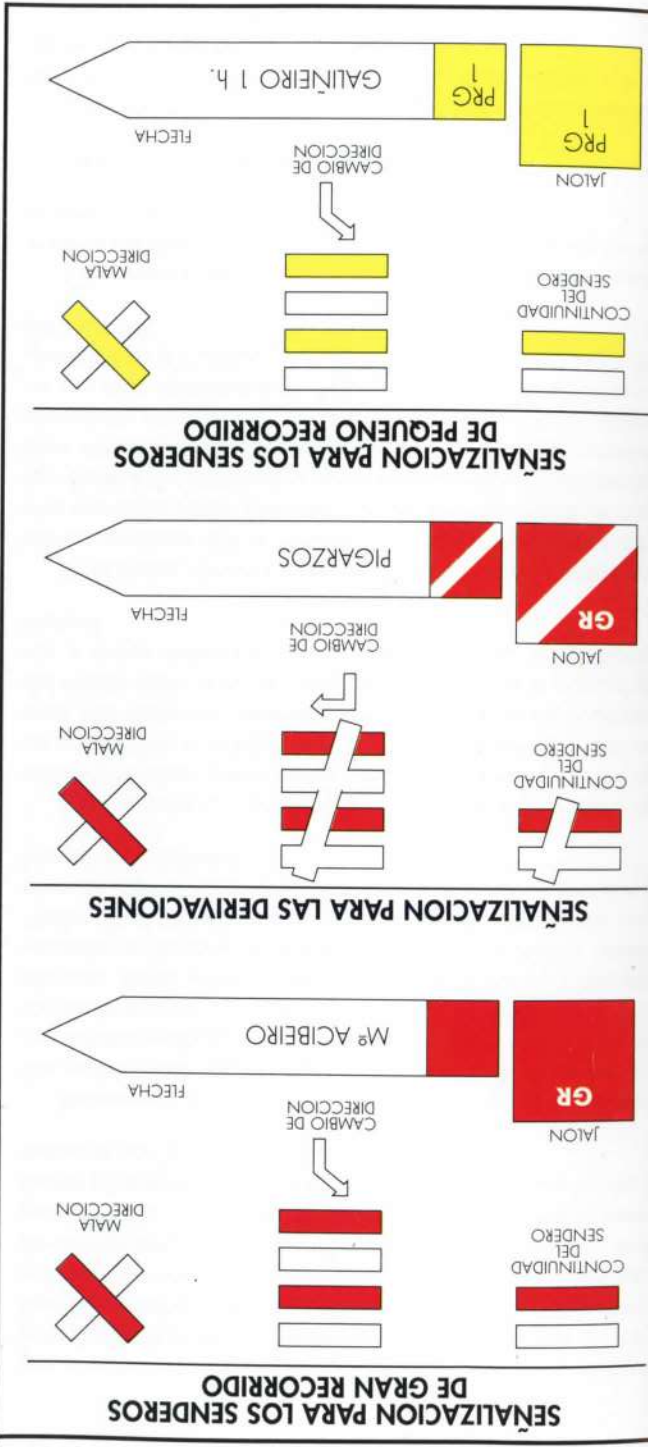 SEÑALIZACION PARA LOS SENDEROS
DE GRAN RECORRIDO
CONTINUIDAD
DEL
SENDERO
CAMBIO DE
DIRECCION
MALA
DIRECCION
JALON
FLECHA
GR
Mº ACIBEIRO
SEÑALIZACION PARA LAS DERIVACIONES
CONTINUIDAD
DEL
SENDERO
CAMBIO DE
DIRECCION
MALA
DIRECCION
JALON
FLECHA
GR
PIGARZOS
SEÑALIZACION PARA LOS SENDEROS
DE PEQUEÑO RECORRIDO
CONTINUIDAD
DEL
SENDERO
CAMBIO DE
DIRECCION
MALA
DIRECCION
JALON
FLECHA
PRG
1
PRG
1
GALIÑEIRO 1 h.